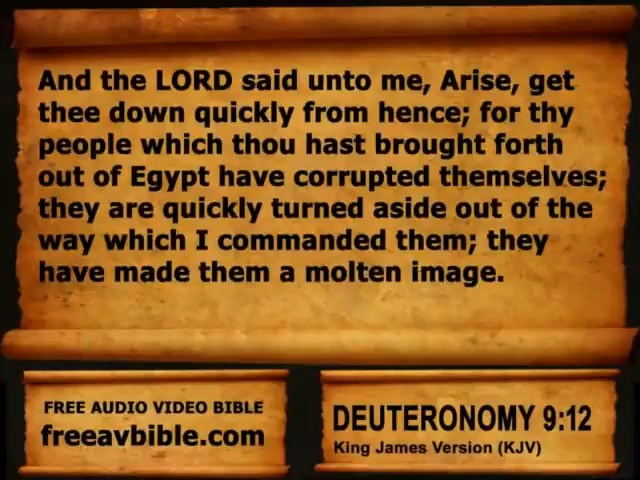 And the LORD said unto me, Arise, get
thee down quickly from hence; for thy
people which thou hast brought forth
out of Egypt have corrupted themselves;
they are quickly turned aside out of the
way which I commanded them; they
have made them a molten image.
FREE AUDIO VIDEO BIBLE
freeavbible.com
DEUTERONOMY 9:12
King James Version (KJV)